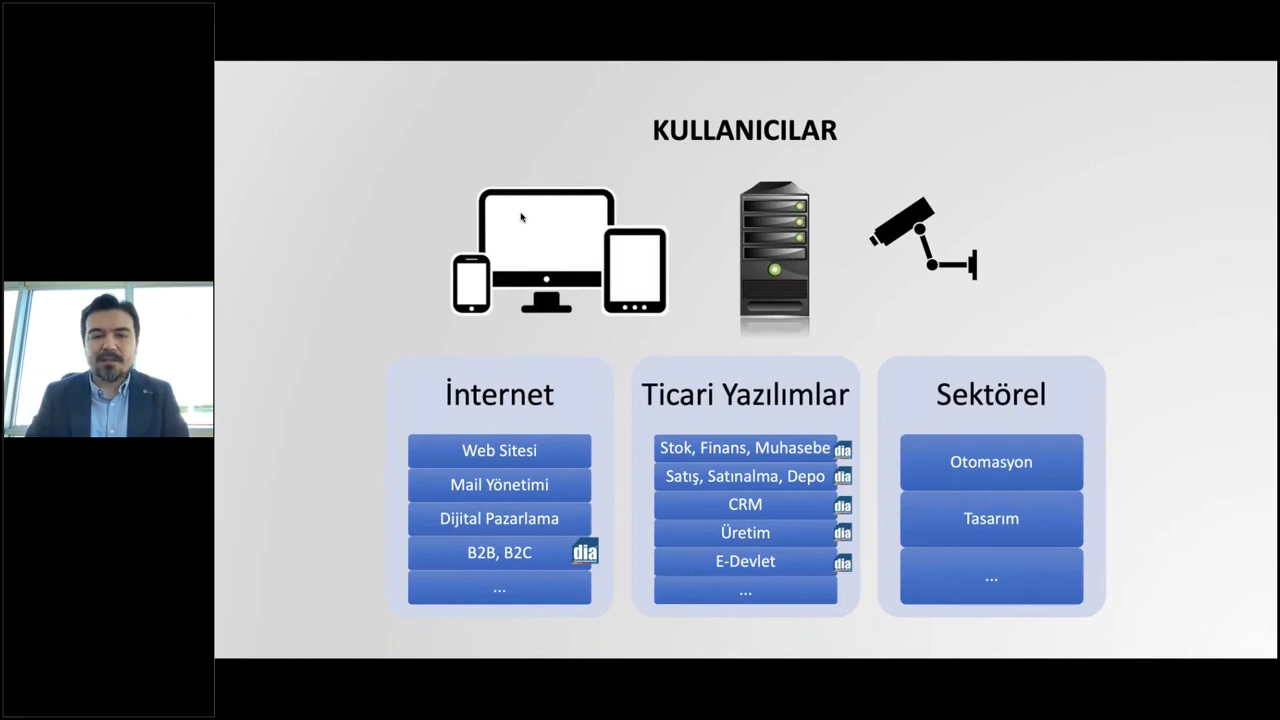 KULLANICILAR
İnternet
Web Sitesi
Mail Yönetimi
Dijital Pazarlama
B2B, B2C
dia
...
Ticari Yazılımlar
Stok, Finans, Muhasebe
dia
Satış, Satınalma, Depo
dia
CRM
dia
Üretim
dia
E-Devlet
dia
...
Sektörel
Otomasyon
Tasarım
...